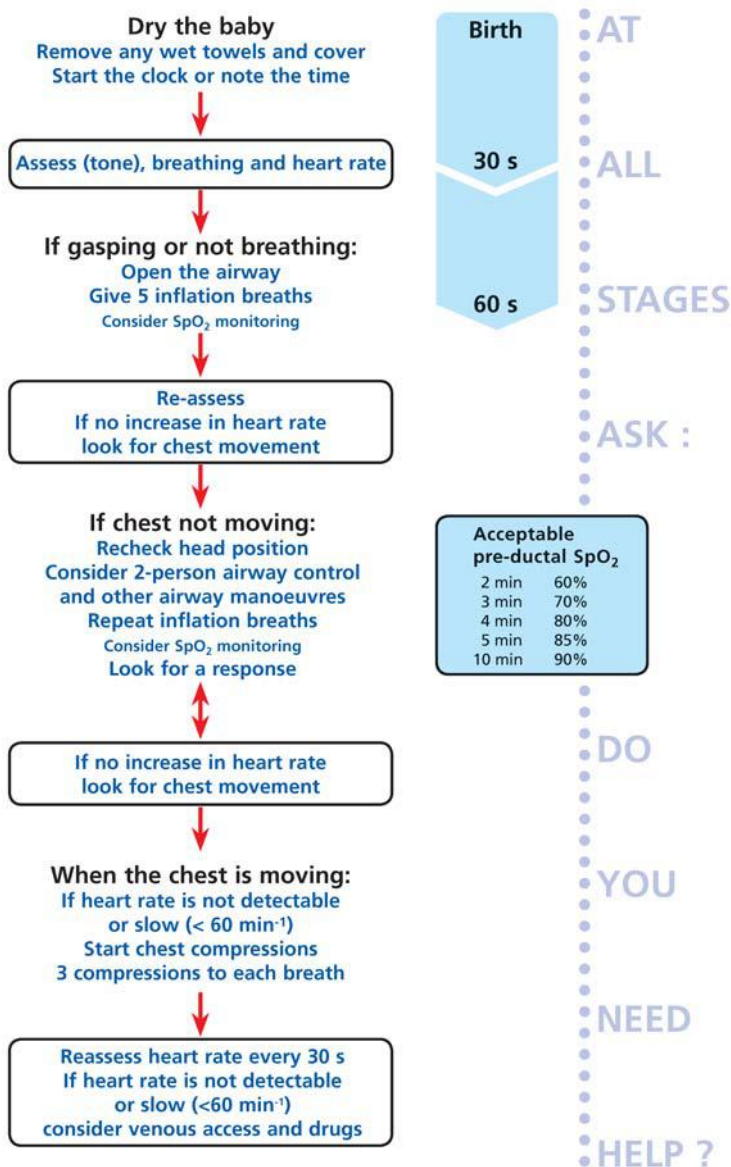 Dry the baby
Remove any wet towels and cover
Start the clock or note the time
Assess (tone), breathing and heart rate
If gasping or not breathing:
Open the airway
Give 5 inflation breaths
Consider SpO₂ monitoring
Re-assess
If no increase in heart rate
look for chest movement
If chest not moving:
Recheck head position
Consider 2-person airway control
and other airway manoeuvres
Repeat inflation breaths
Consider SpO₂ monitoring
Look for a response
If no increase in heart rate
look for chest movement
When the chest is moving:
If heart rate is not detectable
or slow (< 60 min⁻¹)
Start chest compressions
3 compressions to each breath
Reassess heart rate every 30 s
If heart rate is not detectable
or slow (<60 min⁻¹)
consider venous access and drugs
Birth
30 s
60 s
Acceptable
pre-ductal SpO₂
2 min 60%
3 min 70%
4 min 80%
5 min 85%
10 min 90%
AT
ALL
STAGES
ASK :
DO
YOU
NEED
HELP ?